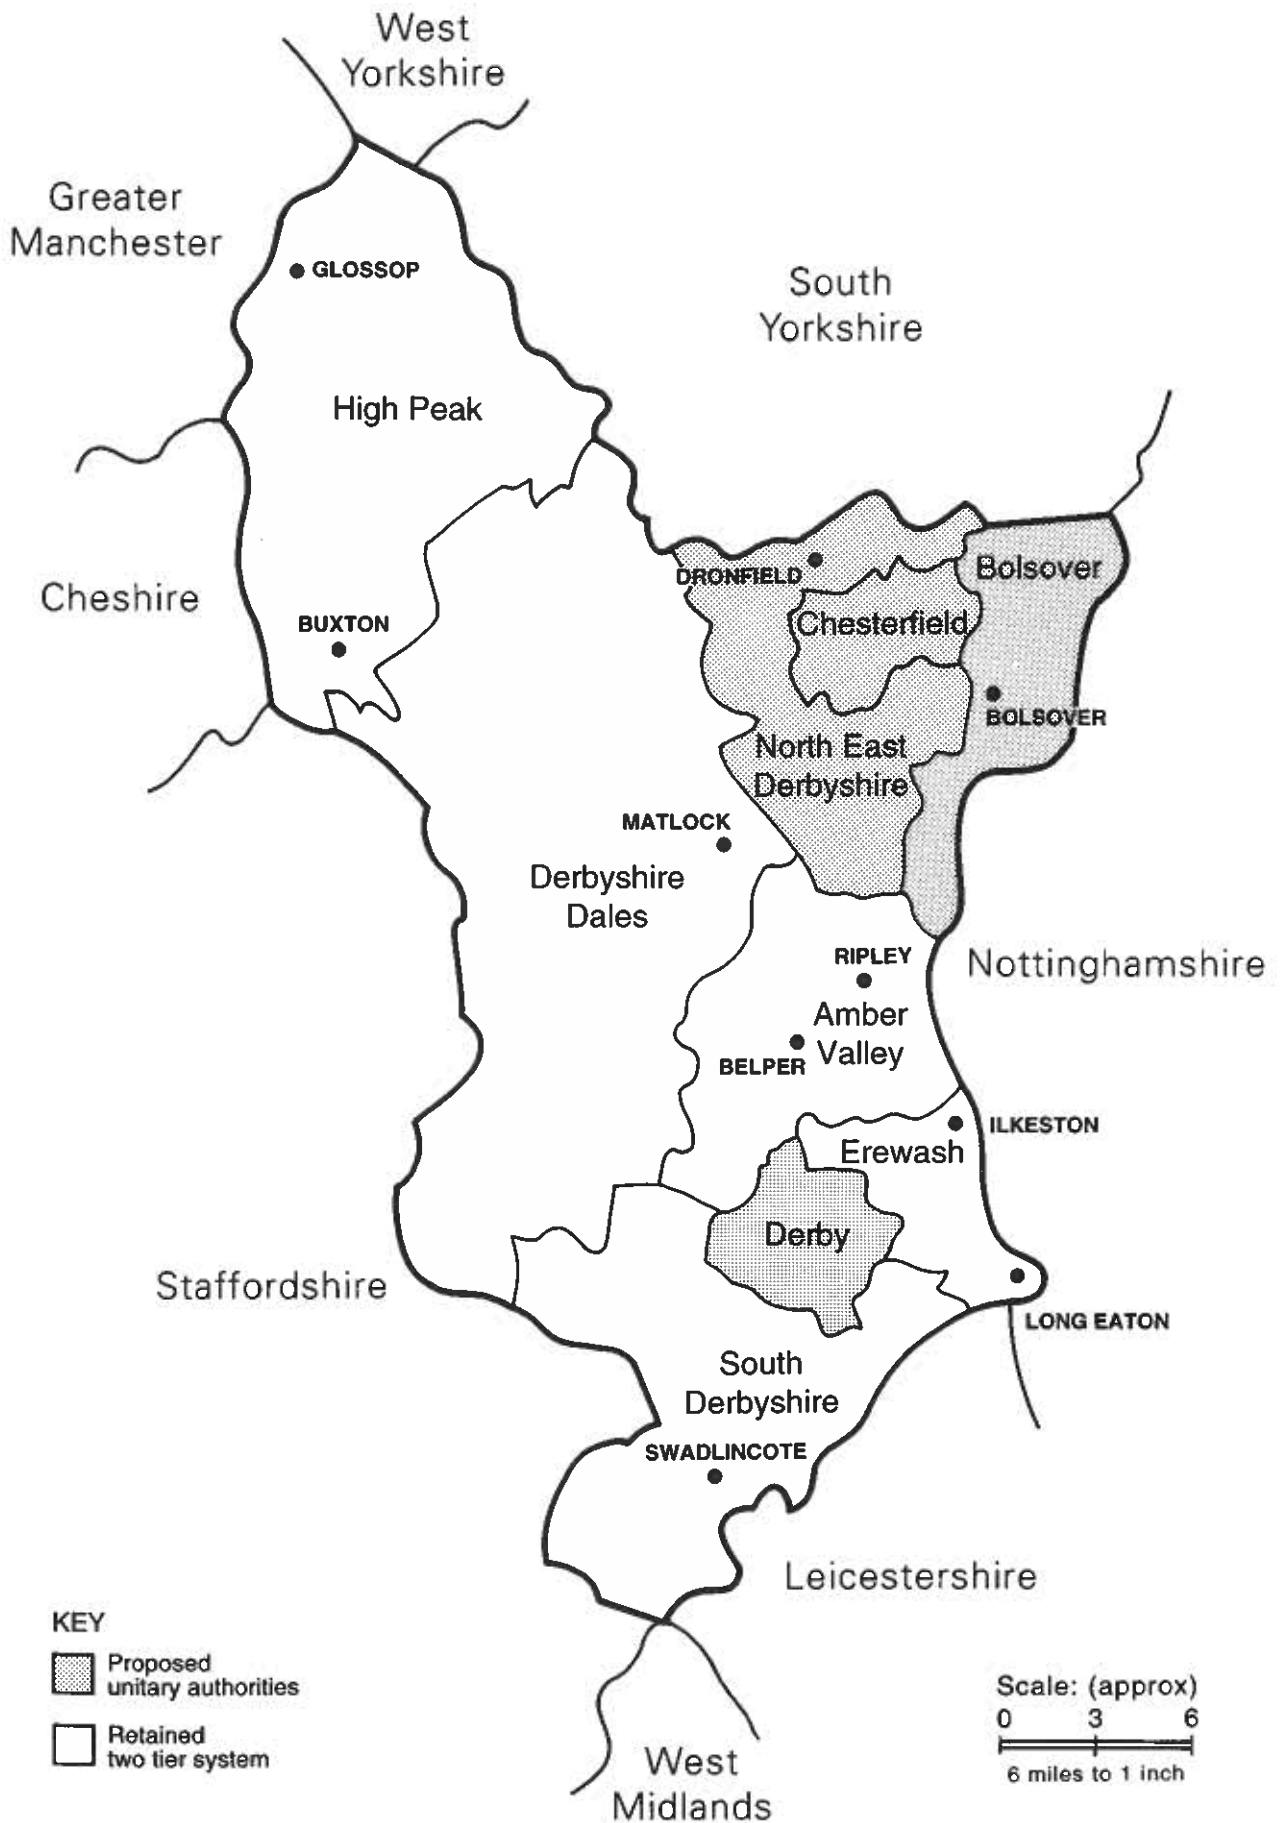 West
Yorkshire
Greater
Manchester
GLOSSOP
South
Yorkshire
High Peak
DRONFIELD
Bolsover
Cheshire
BUXTON
Chesterfield
BOLSOVER
North East
Derbyshire
MATLOCK
Derbyshire
Dales
RIPLEY
Nottinghamshire
Amber
Valley
BELPER
ILKESTON
Erewash
Derby
Staffordshire
LONG EATON
South
Derbyshire
SWADLINCOTE
Leicestershire
KEY
Proposed
unitary authorities
Retained
two tier system
Scale: (approx)
0 3 6
6 miles to 1 inch
West
Midlands